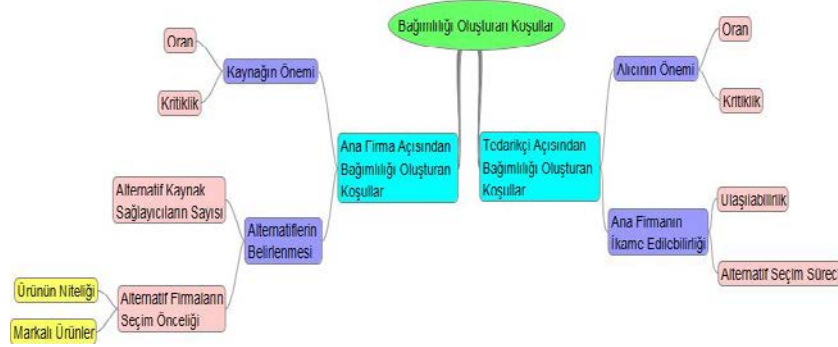 Bağımlılığı Oluşturan Koşullar
Oran
Kaynağın Önemi
Kritiklik
Ana Firma Açısından
Bağımlılığı Oluşturan
Koşullar
Alternatif Kaynak
Sağlayıcıların Sayısı
Alternatiflerin
Belirlenmesi
Ürünün Niteliği
Alternatif Firmaların
Seçim Önceliği
Markalı Ürünler
Tedarikçi Açısından
Bağımlılığı Oluşturan
Koşullar
Oran
Alıcının Önemi
Kritiklik
Ulaşılabilirlik
Ana Firmanın
İkame Edilebilirliği
Alternatif Seçim Sürec